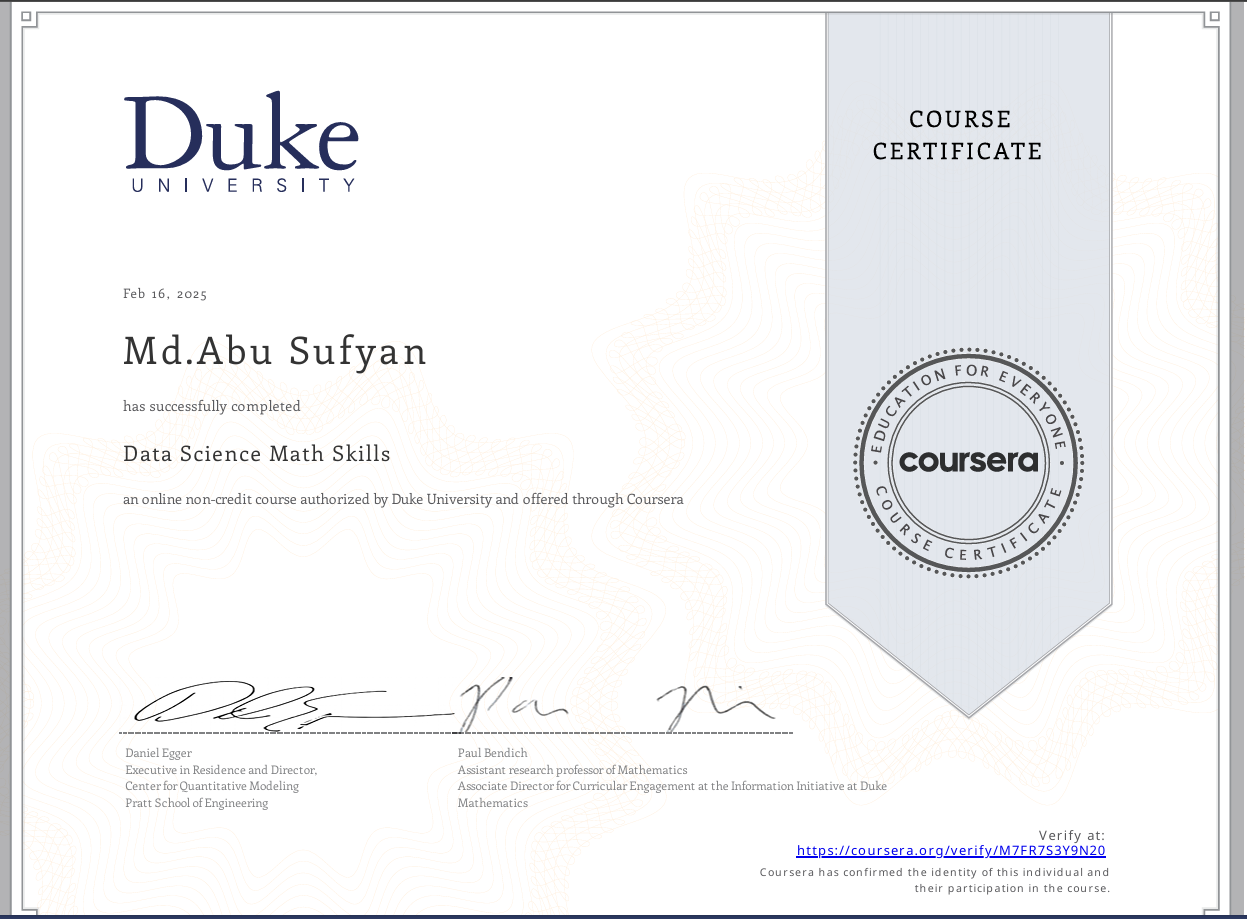 Duke
UNIVERSITY
COURSE
CERTIFICATE
Feb 16, 2025
Md.Abu Sufyan
has successfully completed
Data Science Math Skills
an online non-credit course authorized by Duke University and offered through Coursera
EDUCATION FOR EVERYONE
coursera
COURSE CERTIFICATE
Daniel Egger
Executive in Residence and Director,
Center for Quantitative Modeling
Pratt School of Engineering
Paul Bendich
Assistant research professor of Mathematics
Associate Director for Curricular Engagement at the Information Initiative at Duke
Mathematics
Verify at:
https://coursera.org/verify/M7FR7S3Y9N20
Coursera has confirmed the identity of this individual and
their participation in the course.